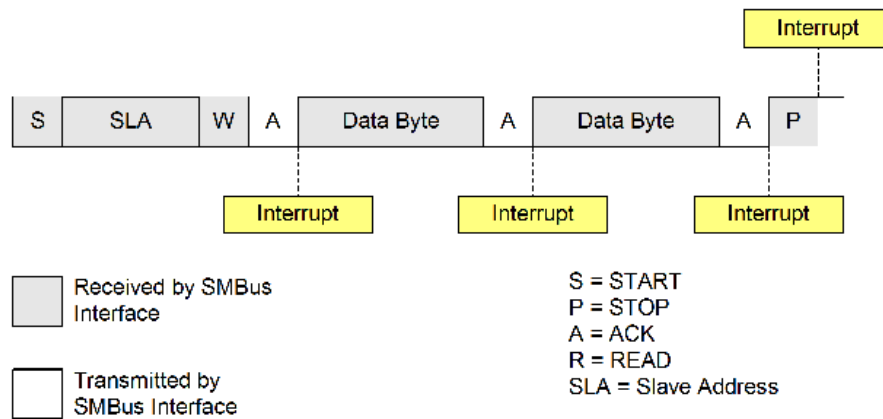 Interrupt
S SLA W A Data Byte A Data Byte A P
Interrupt Interrupt Interrupt
Received by SMBus
Interface
Transmitted by
SMBus Interface
S = START
P = STOP
A = ACK
R = READ
SLA = Slave Address